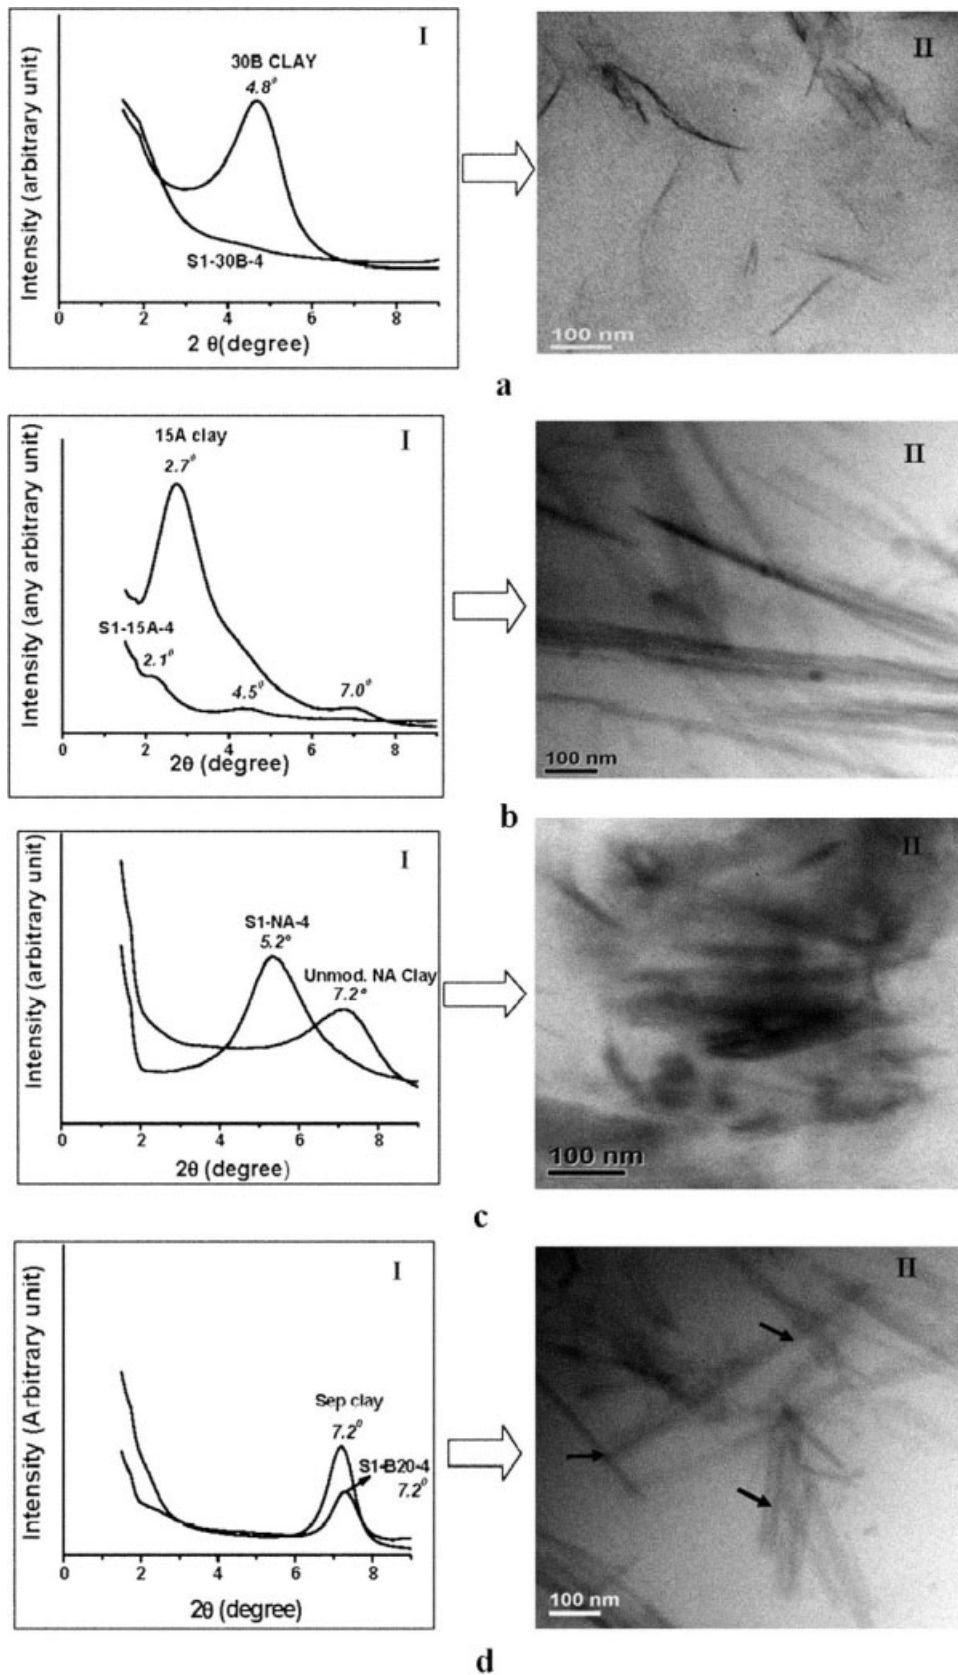 I
30B CLAY
4.8°
S1-30B-4
Intensity (arbitrary unit)
0
2
4
6
8
2 θ(degree)
II
100 nm
a
I
15A clay
2.7°
S1-15A-4
2.1°
4.5°
7.0°
Intensity (any arbitrary unit)
0
2
4
6
8
2θ (degree)
II
100 nm
b
I
S1-NA-4
5.2°
Unmod. NA Clay
7.2°
Intensity (arbitrary unit)
0
2
4
6
8
2θ (degree)
II
100 nm
c
I
Sep clay
7.2°
S1-B20-4
7.2°
Intensity (Arbitrary unit)
0
2
4
6
8
2θ (degree)
II
100 nm
d